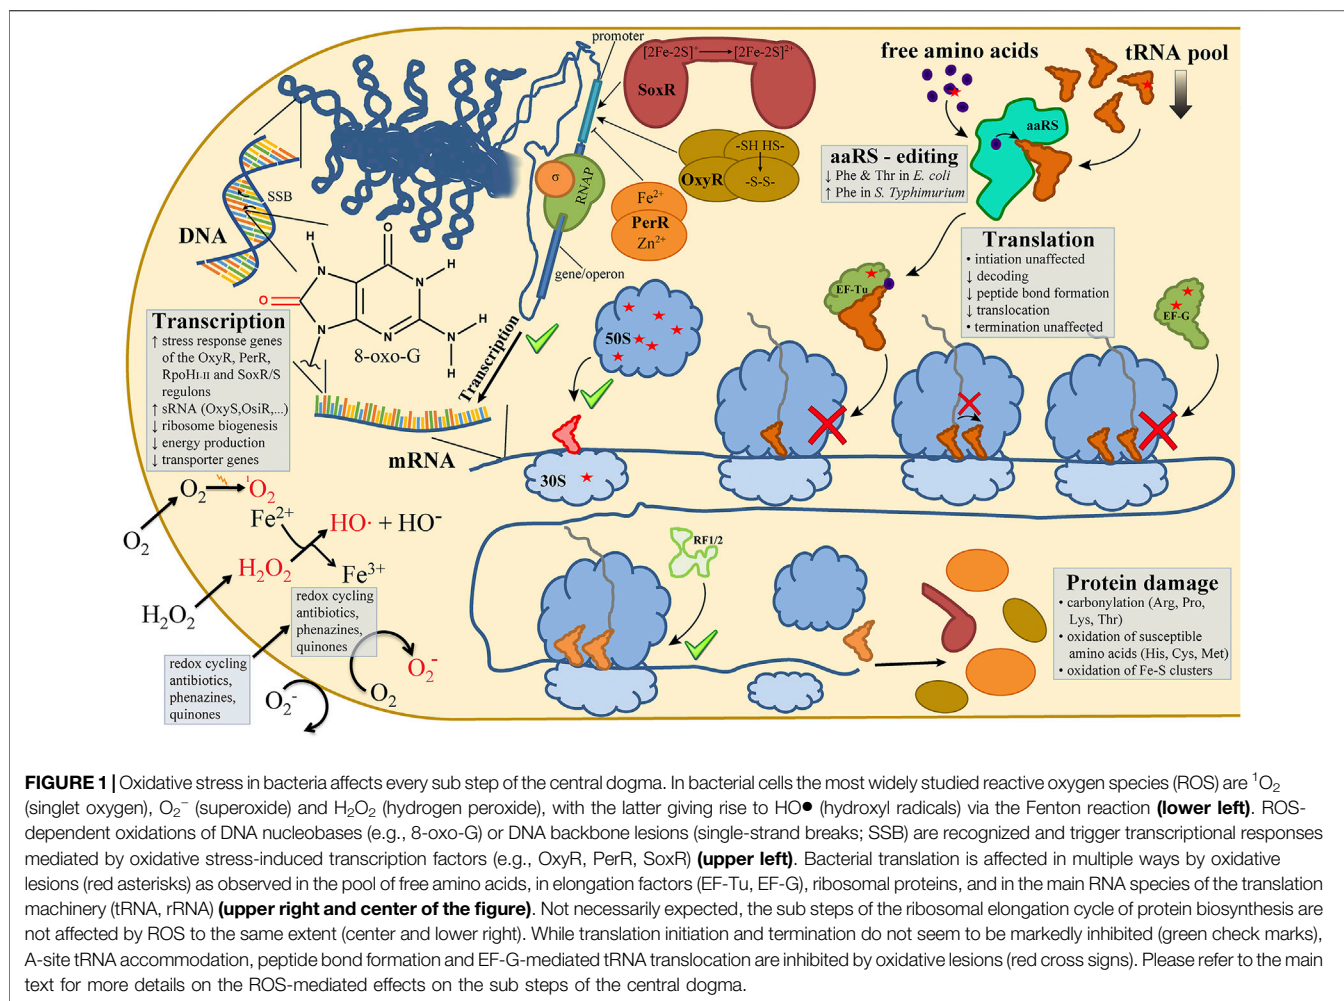 promoter
[2Fe-2S]⁺ → [2Fe-2S]²⁺
SoxR
-SH HS-
OxyR
-S-S-
Fe²⁺
PerR
Zn²⁺
σ
RNAP
gene/operon
free amino acids
tRNA pool
aaRS
aaRS - editing
↓ Phe & Thr in E. coli
↑ Phe in S. Typhimurium
SSB
DNA
H
O
N
N
H
O
N
N
N
H
H
8-oxo-G
Transcription
↑ stress response genes
of the OxyR, PerR,
RpoHI-II and SoxR/S
regulons
↑ sRNA (OxyS,OsiR,...)
↓ ribosome biogenesis
↓ energy production
↓ transporter genes
Transcription
mRNA
50S
30S
EF-Tu
Translation
• intiation unaffected
↓ decoding
↓ peptide bond formation
↓ translocation
• termination unaffected
EF-G
O₂
O₂ → ¹O₂
Fe²⁺
HO· + HO⁻
H₂O₂
H₂O₂
Fe³⁺
redox cycling
antibiotics,
phenazines,
quinones
redox cycling
antibiotics,
phenazines,
quinones
O₂⁻
O₂
O₂⁻
RF1/2
Protein damage
• carbonylation (Arg, Pro,
Lys, Thr)
• oxidation of susceptible
amino acids (His, Cys, Met)
• oxidation of Fe-S clusters
FIGURE 1 | Oxidative stress in bacteria affects every sub step of the central dogma. In bacterial cells the most widely studied reactive oxygen species (ROS) are ¹O₂
(singlet oxygen), O₂⁻ (superoxide) and H₂O₂ (hydrogen peroxide), with the latter giving rise to HO● (hydroxyl radicals) via the Fenton reaction (lower left). ROS-
dependent oxidations of DNA nucleobases (e.g., 8-oxo-G) or DNA backbone lesions (single-strand breaks; SSB) are recognized and trigger transcriptional responses
mediated by oxidative stress-induced transcription factors (e.g., OxyR, PerR, SoxR) (upper left). Bacterial translation is affected in multiple ways by oxidative
lesions (red asterisks) as observed in the pool of free amino acids, in elongation factors (EF-Tu, EF-G), ribosomal proteins, and in the main RNA species of the translation
machinery (tRNA, rRNA) (upper right and center of the figure). Not necessarily expected, the sub steps of the ribosomal elongation cycle of protein biosynthesis are
not affected by ROS to the same extent (center and lower right). While translation initiation and termination do not seem to be markedly inhibited (green check marks),
A-site tRNA accommodation, peptide bond formation and EF-G-mediated tRNA translocation are inhibited by oxidative lesions (red cross signs). Please refer to the main
text for more details on the ROS-mediated effects on the sub steps of the central dogma.